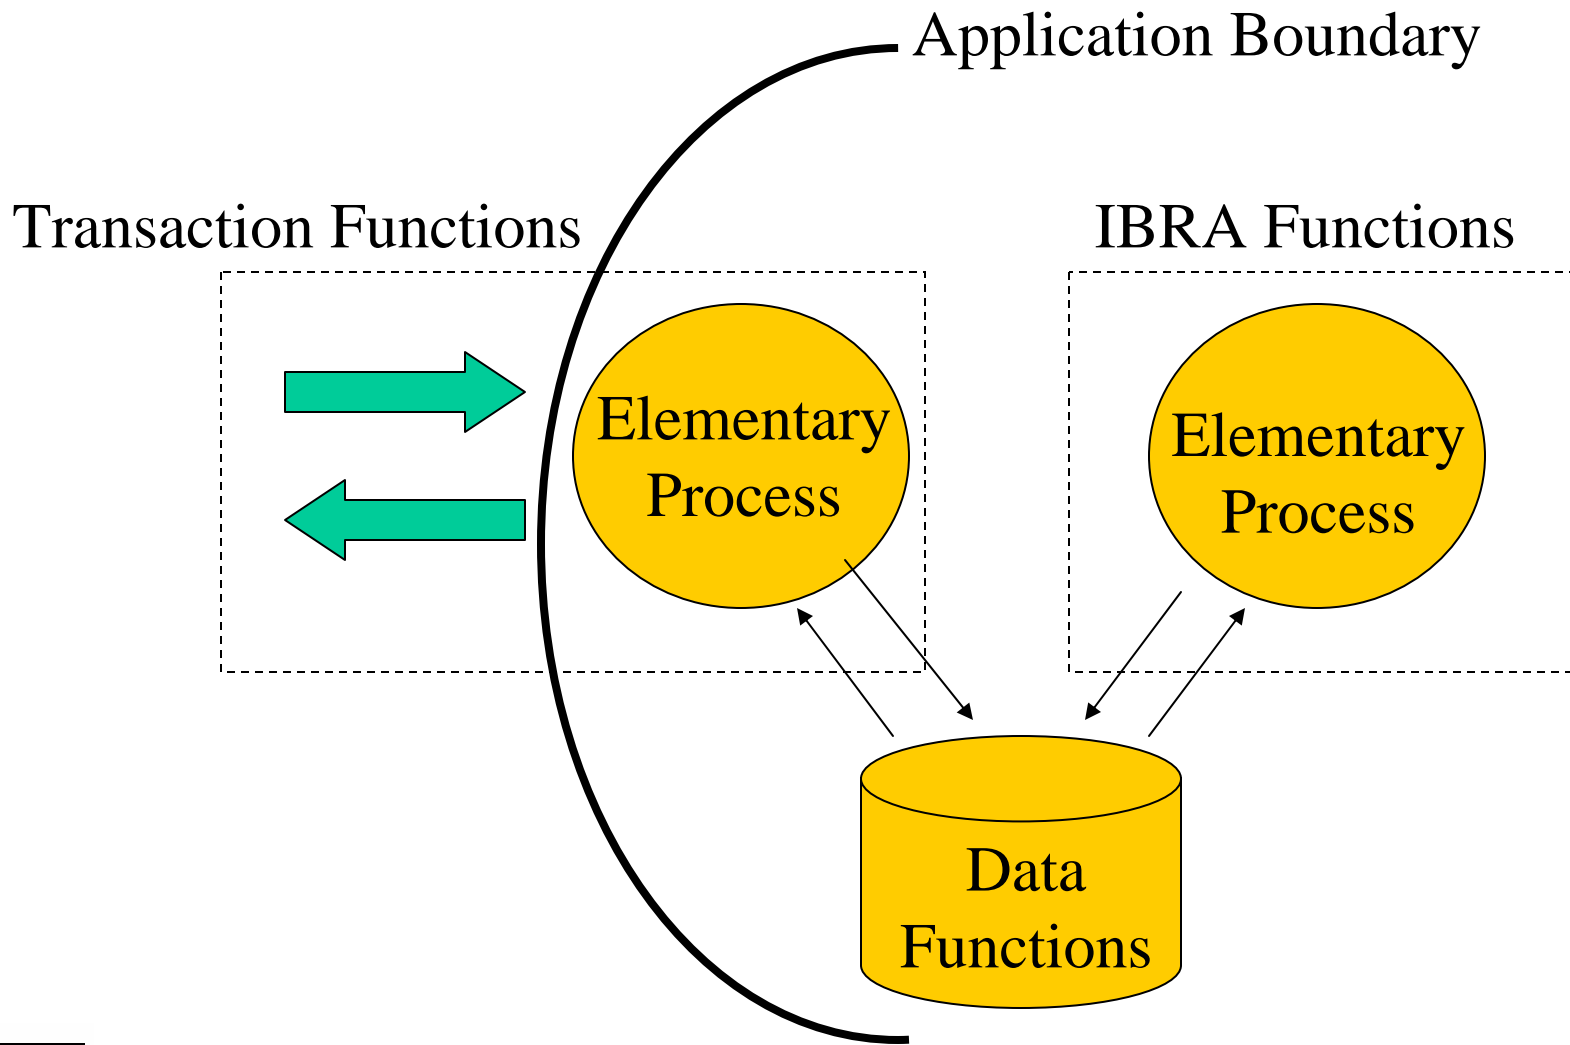 Application Boundary
Transaction Functions
IBRA Functions
Elementary
Process
Elementary
Process
Data
Functions